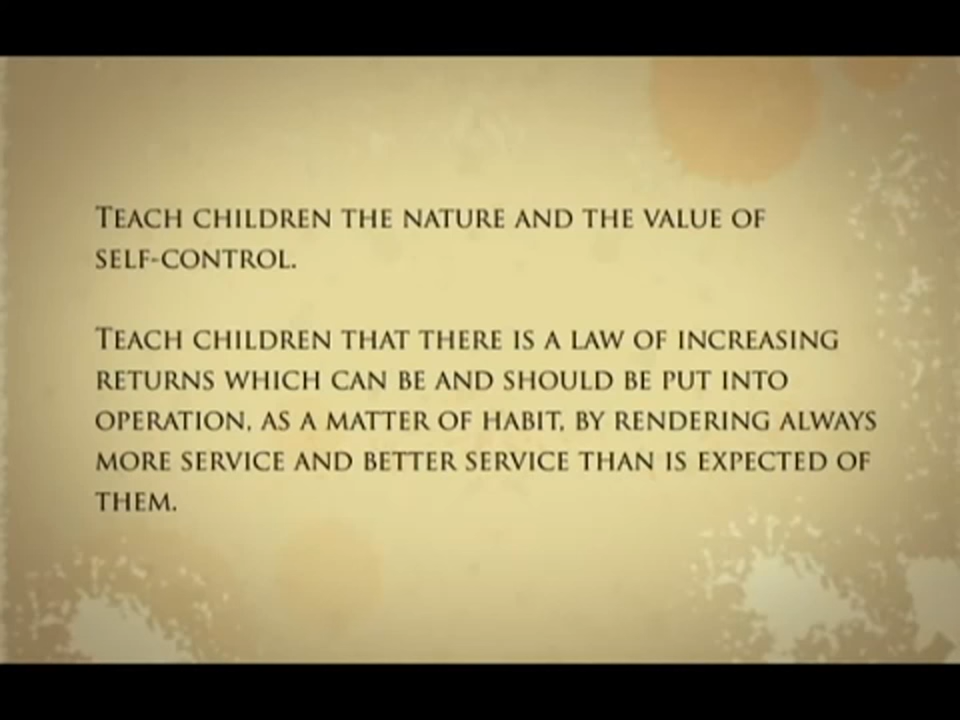 Teach children the nature and the value of
self-control.
Teach children that there is a law of increasing
returns which can be and should be put into
operation, as a matter of habit, by rendering always
more service and better service than is expected of
them.